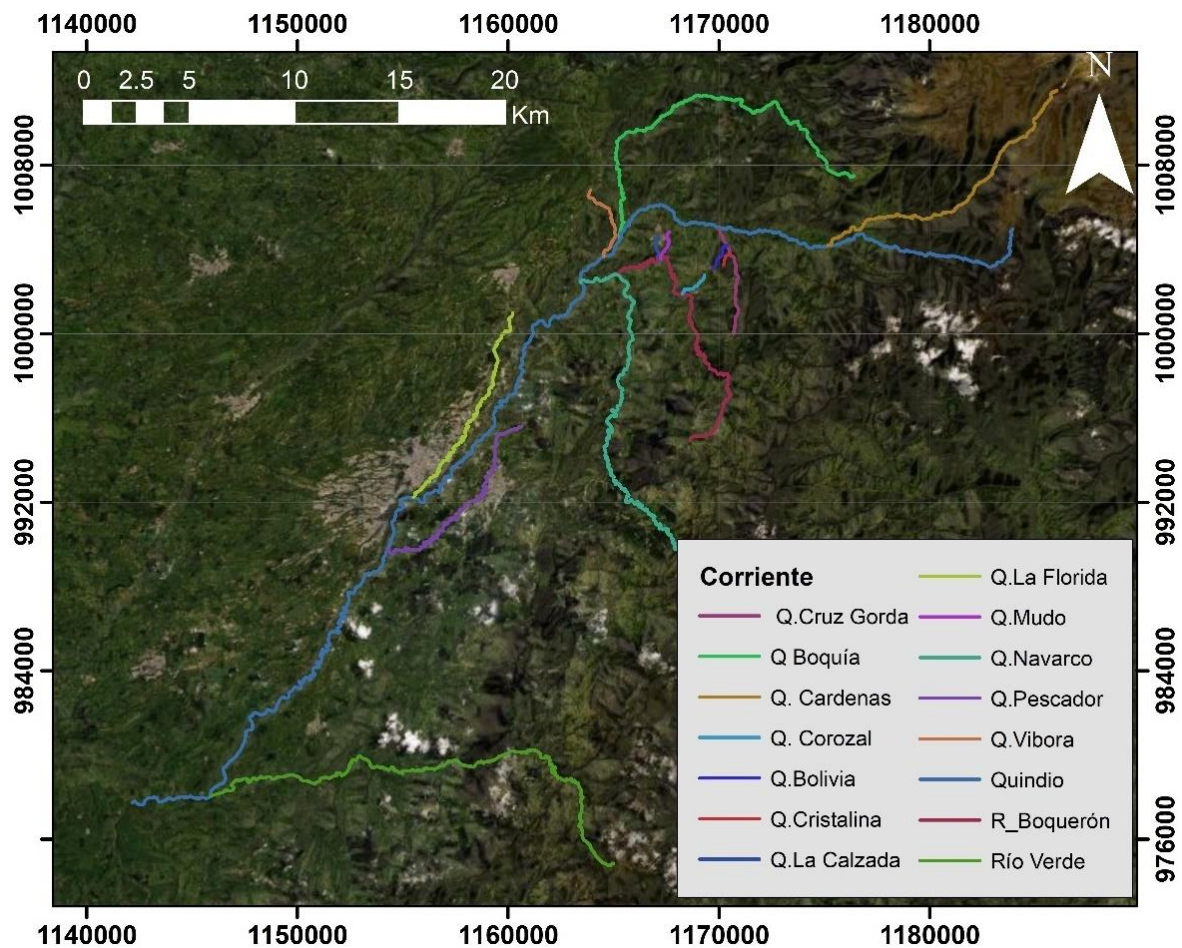 1140000 1150000 1160000 1170000 1180000
0 2.5 5 10 15 20
Km
N
1008000 1008000
1000000 1000000
992000 992000
984000 984000
976000 976000
Corriente
Q.Cruz Gorda
Q Boquía
Q. Cardenas
Q. Corozal
Q.Bolivia
Q.Cristalina
Q.La Calzada
Q.La Florida
Q.Mudo
Q.Navarco
Q.Pescador
Q.Vibora
Quindio
R_Boquerón
Río Verde
1140000 1150000 1160000 1170000 1180000